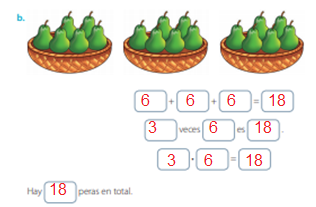 b.
6 + 6 + 6 = 18
3 veces 6 es 18.
3 • 6 = 18
Hay 18 peras en total.